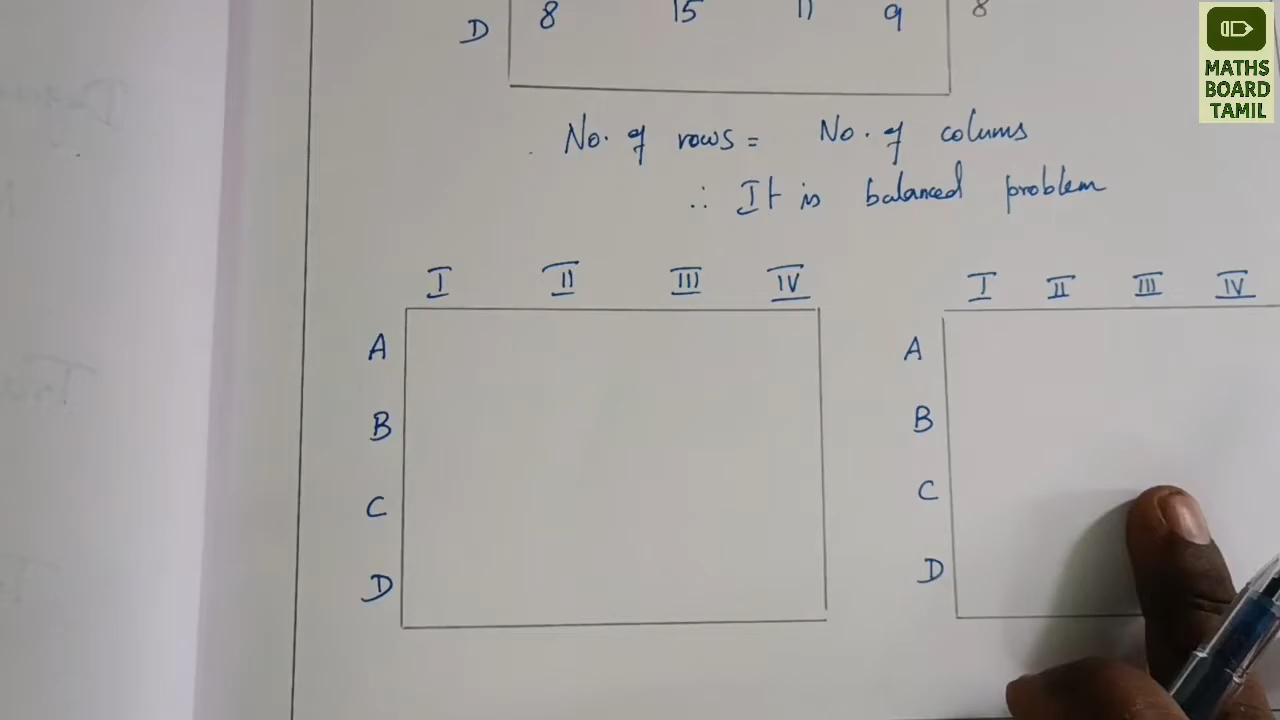 D 8 15 11 9 8
No. of rows = No. of colums
∴ It is balanced problem
I II III IV
A
B
C
D
I II III IV
A
B
C
D
MATHS
BOARD
TAMIL